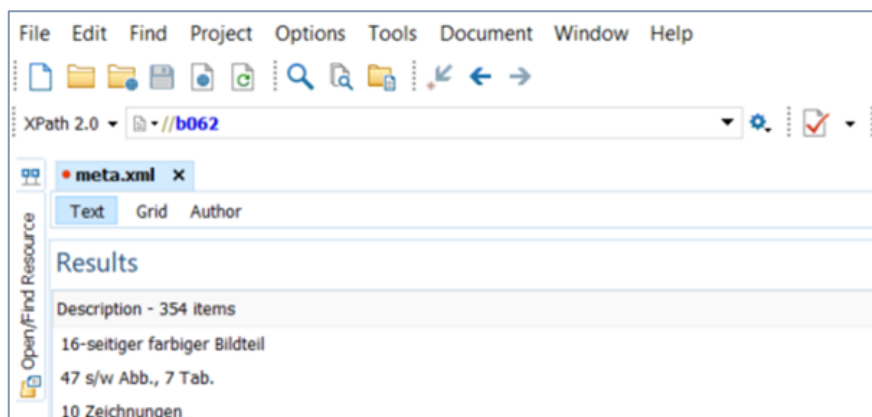 File Edit Find Project Options Tools Document Window Help
XPath 2.0 //b062
meta.xml x
Text Grid Author
Open/Find Resource
Results
Description - 354 items
16-seitiger farbiger Bildteil
47 s/w Abb., 7 Tab.
10 Zeichnungen